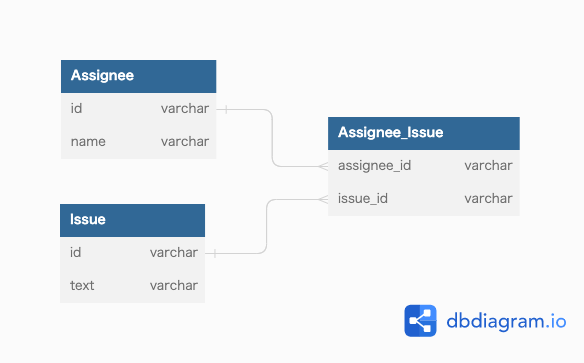 Assignee
id varchar
name varchar
Assignee_Issue
assignee_id varchar
issue_id varchar
Issue
id varchar
text varchar
dbdiagram.io